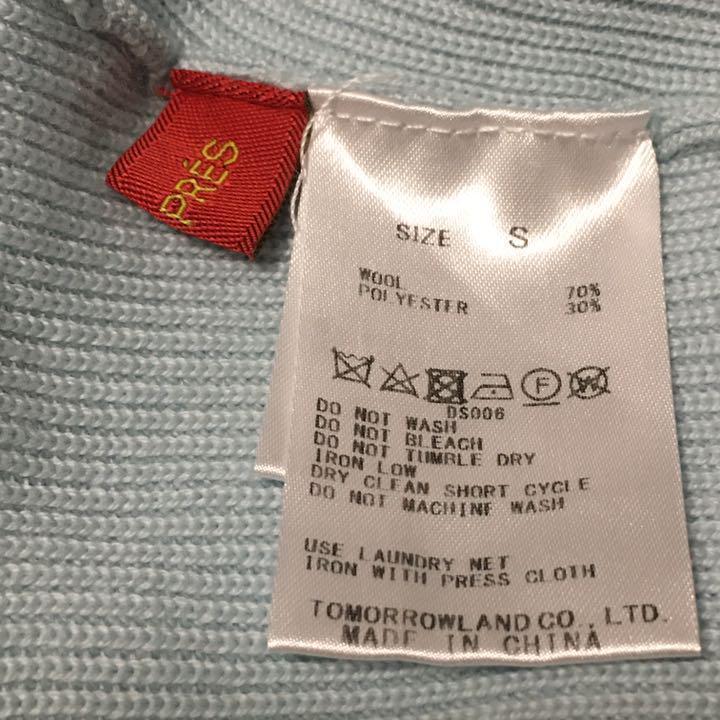 PRÉS
SIZE S
WOOL 70%
POLYESTER 30%
F W
DS006
DO NOT WASH
DO NOT BLEACH
DO NOT TUMBLE DRY
IRON LOW
DRY CLEAN SHORT CYCLE
DO NOT MACHINE WASH
USE LAUNDRY NET
IRON WITH PRESS CLOTH
TOMORROWLAND CO., LTD.
MADE IN CHINA